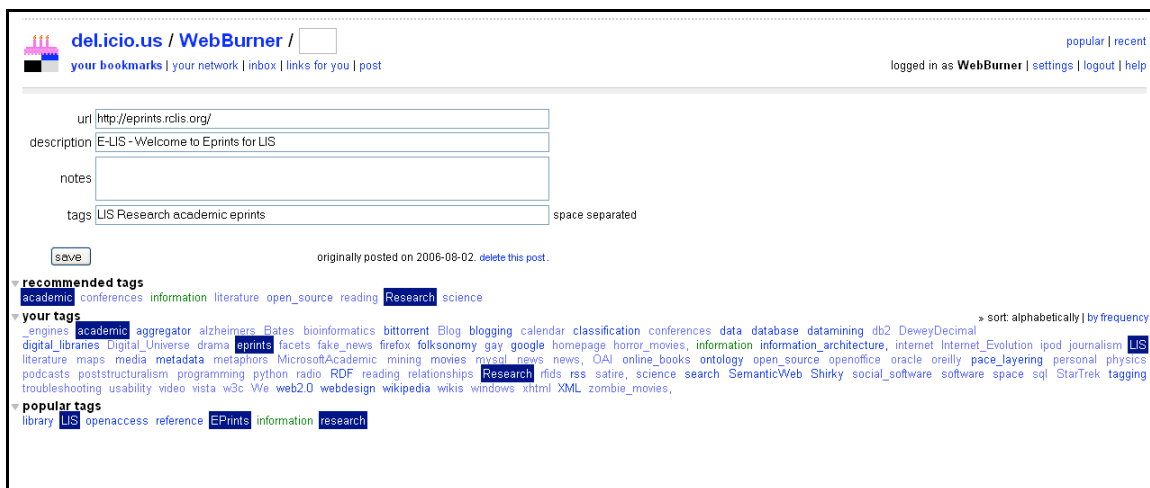 del.icio.us / WebBurner /
popular | recent
your bookmarks | your network | inbox | links for you | post
logged in as WebBurner | settings | logout | help
url http://eprints.rclis.org/
description E-LIS - Welcome to Eprints for LIS
notes
tags LIS Research academic eprints space separated
save originally posted on 2006-08-02. delete this post.
recommended tags
academic conferences information literature open_source reading Research science
your tags
» sort: alphabetically | by frequency
_engines academic aggregator alzheimers Bates bioinformatics bittorrent Blog blogging calendar classification conferences data database datamining db2 DeweyDecimal
digital_libraries Digital_Universe drama eprints facets fake_news firefox folksonomy gay google homepage horror_movies, information information_architecture, internet Internet_Evolution ipod journalism LIS
literature maps media metadata metaphors MicrosoftAcademic mining movies mysql_news news, OAI online_books ontology open_source openoffice oracle oreilly pace_layering personal physics
podcasts poststructuralism programming python radio RDF reading relationships Research rfids rss satire, science search SemanticWeb Shirky social_software software space sql StarTrek tagging
troubleshooting usability video vista w3c We web2.0 webdesign wikipedia wikis windows xhtml XML zombie_movies,
popular tags
library LIS openaccess reference EPrints information research